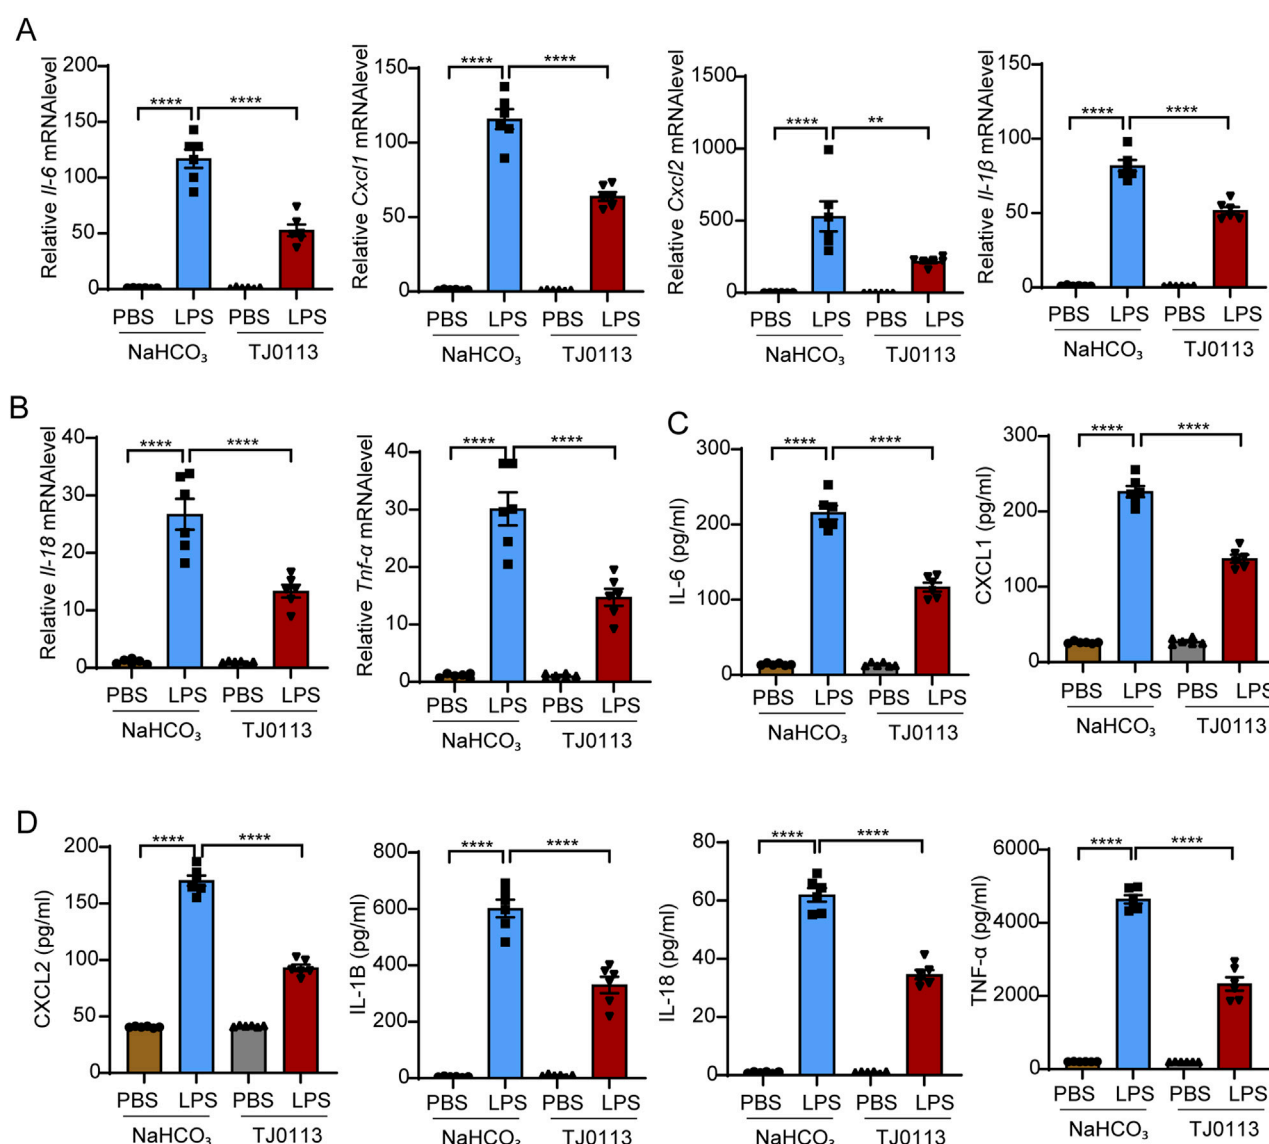 A
Relative Il-6 mRNAlevel
200
150
100
50
0
**** ****
PBS LPS PBS LPS
NaHCO₃ TJ0113
Relative Cxcl1 mRNAlevel
150
100
50
0
**** ****
PBS LPS PBS LPS
NaHCO₃ TJ0113
Relative Cxcl2 mRNAlevel
1500
1000
500
0
**** **
PBS LPS PBS LPS
NaHCO₃ TJ0113
Relative Il-1β mRNAlevel
150
100
50
0
**** ****
PBS LPS PBS LPS
NaHCO₃ TJ0113
B
Relative Il-18 mRNAlevel
40
30
20
10
0
**** ****
PBS LPS PBS LPS
NaHCO₃ TJ0113
Relative Tnf-α mRNAlevel
40
30
20
10
0
**** ****
PBS LPS PBS LPS
NaHCO₃ TJ0113
C
IL-6 (pg/ml)
300
200
100
0
**** ****
PBS LPS PBS LPS
NaHCO₃ TJ0113
CXCL1 (pg/ml)
300
200
100
0
**** ****
PBS LPS PBS LPS
NaHCO₃ TJ0113
D
CXCL2 (pg/ml)
200
150
100
50
0
**** ****
PBS LPS PBS LPS
NaHCO₃ TJ0113
IL-1B (pg/ml)
800
600
400
200
0
**** ****
PBS LPS PBS LPS
NaHCO₃ TJ0113
IL-18 (pg/ml)
80
60
40
20
0
**** ****
PBS LPS PBS LPS
NaHCO₃ TJ0113
TNF-α (pg/ml)
6000
4000
2000
0
**** ****
PBS LPS PBS LPS
NaHCO₃ TJ0113